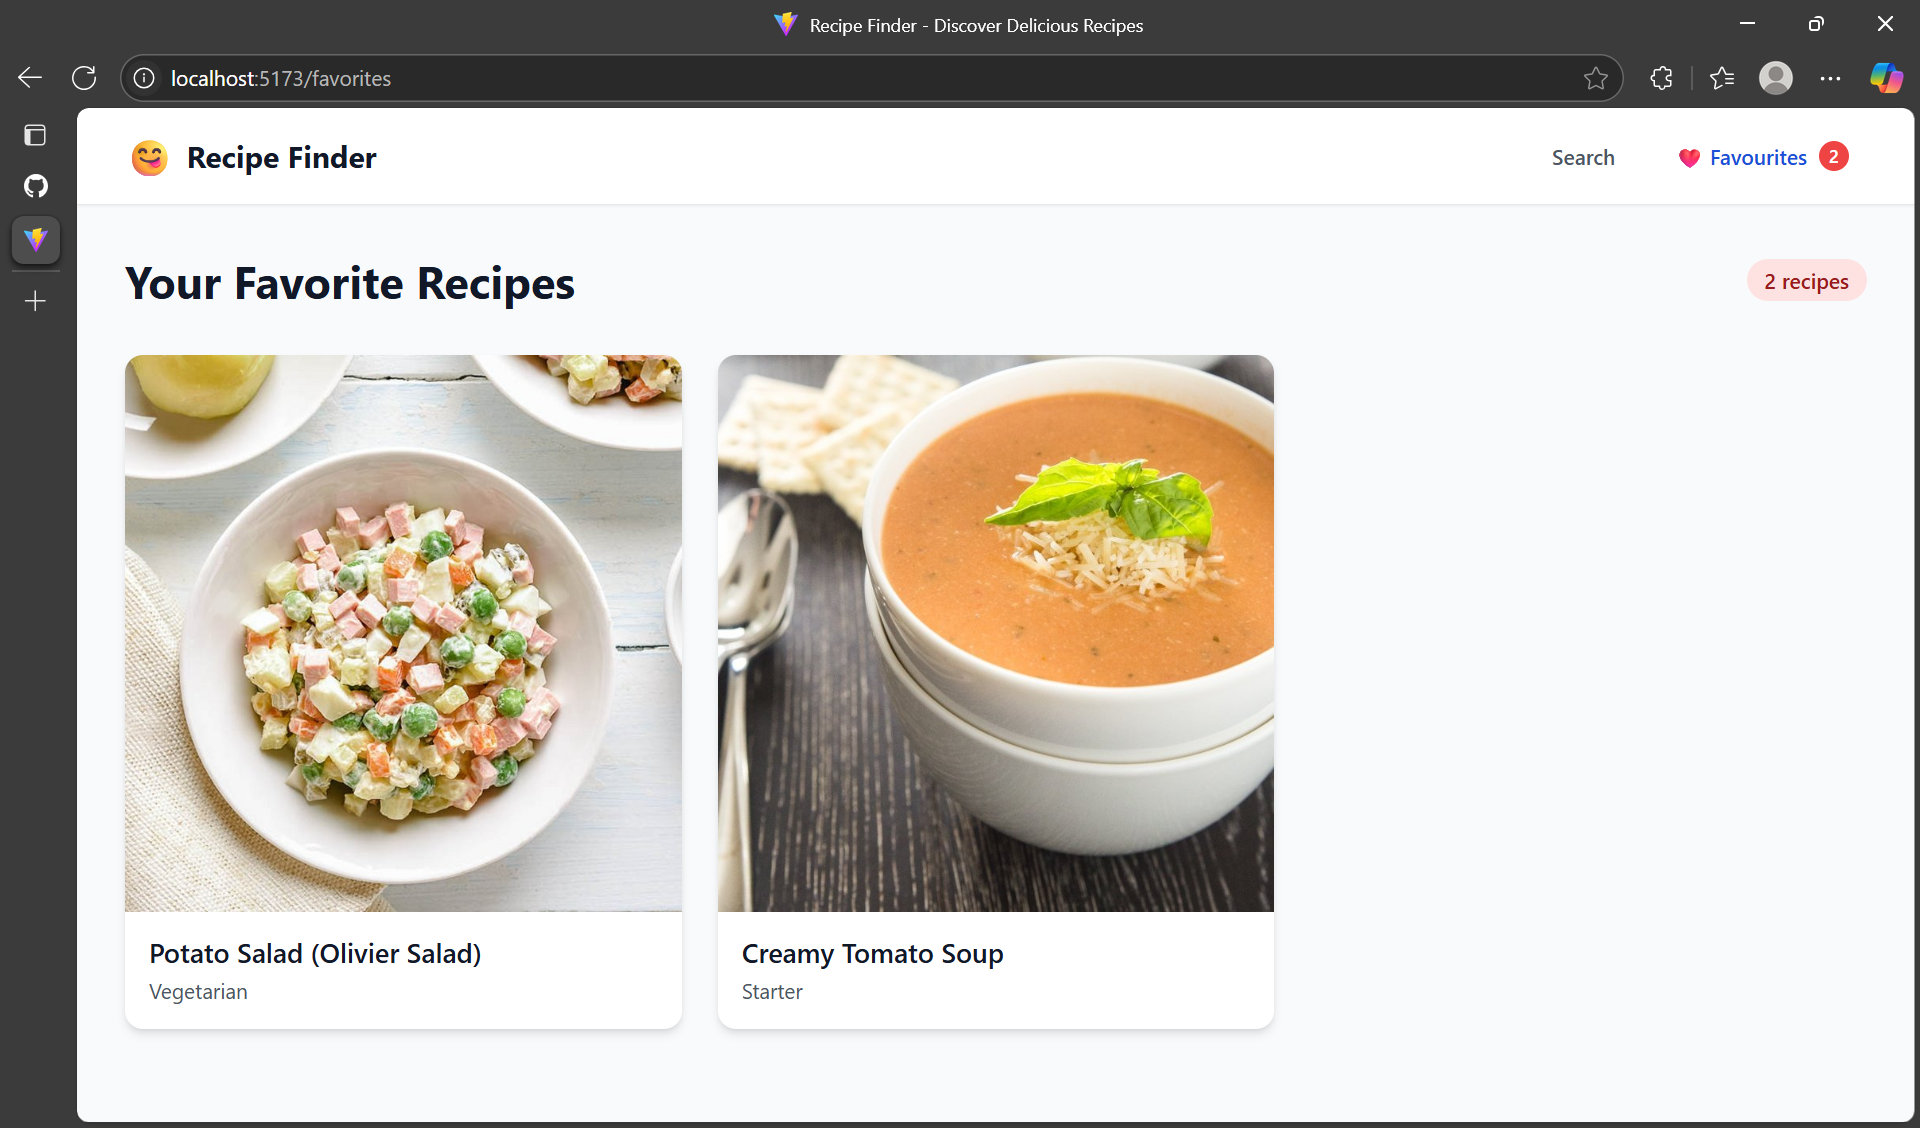 Recipe Finder - Discover Delicious Recipes
localhost:5173/favorites
Recipe Finder
Search
Favourites 2
Your Favorite Recipes
2 recipes
Potato Salad (Olivier Salad)
Vegetarian
Creamy Tomato Soup
Starter